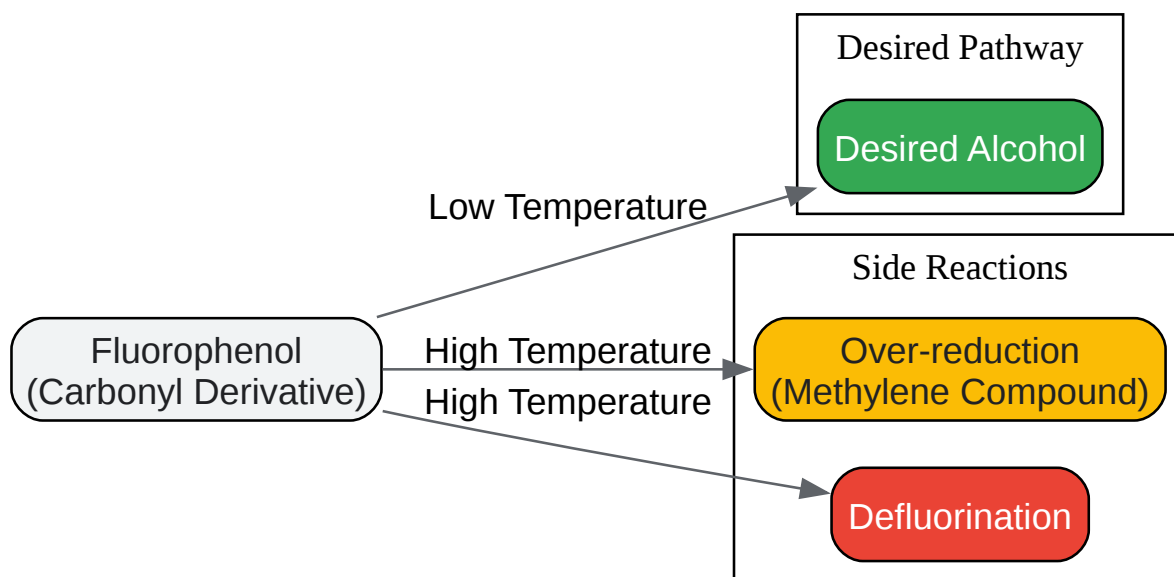 Desired Pathway
Desired Alcohol
Low Temperature
Side Reactions
Fluorophenol
(Carbonyl Derivative)
High Temperature
Over-reduction
(Methylene Compound)
High Temperature
Defluorination